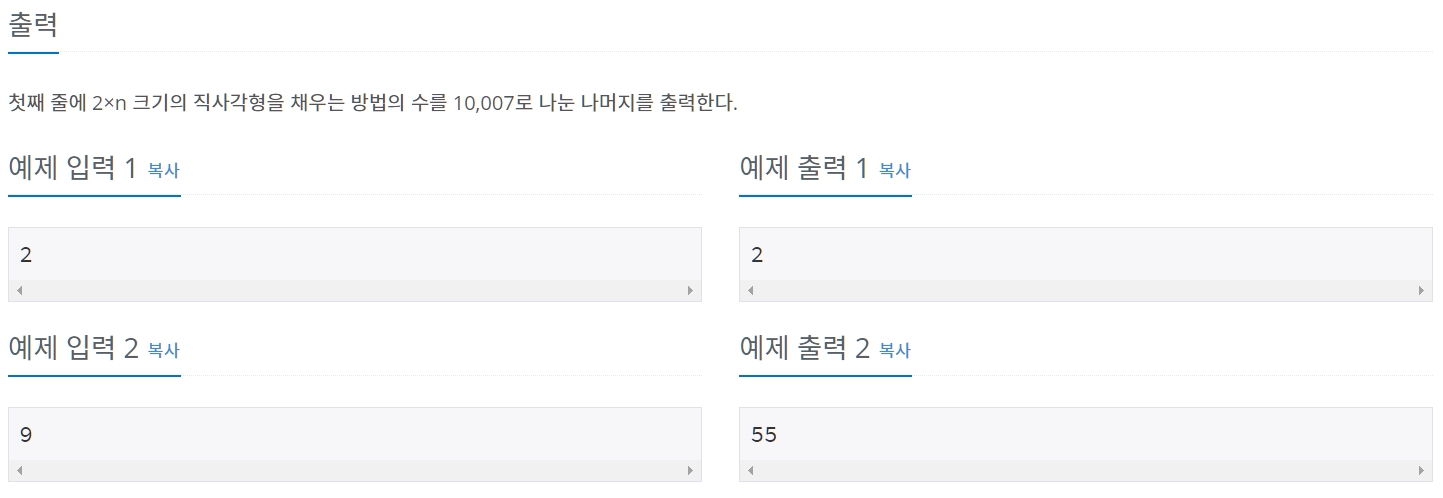 출력
첫째 줄에 2×n 크기의 직사각형을 채우는 방법의 수를 10,007로 나눈 나머지를 출력한다.
예제 입력 1 복사
예제 출력 1 복사
2
2
예제 입력 2 복사
예제 출력 2 복사
9
55